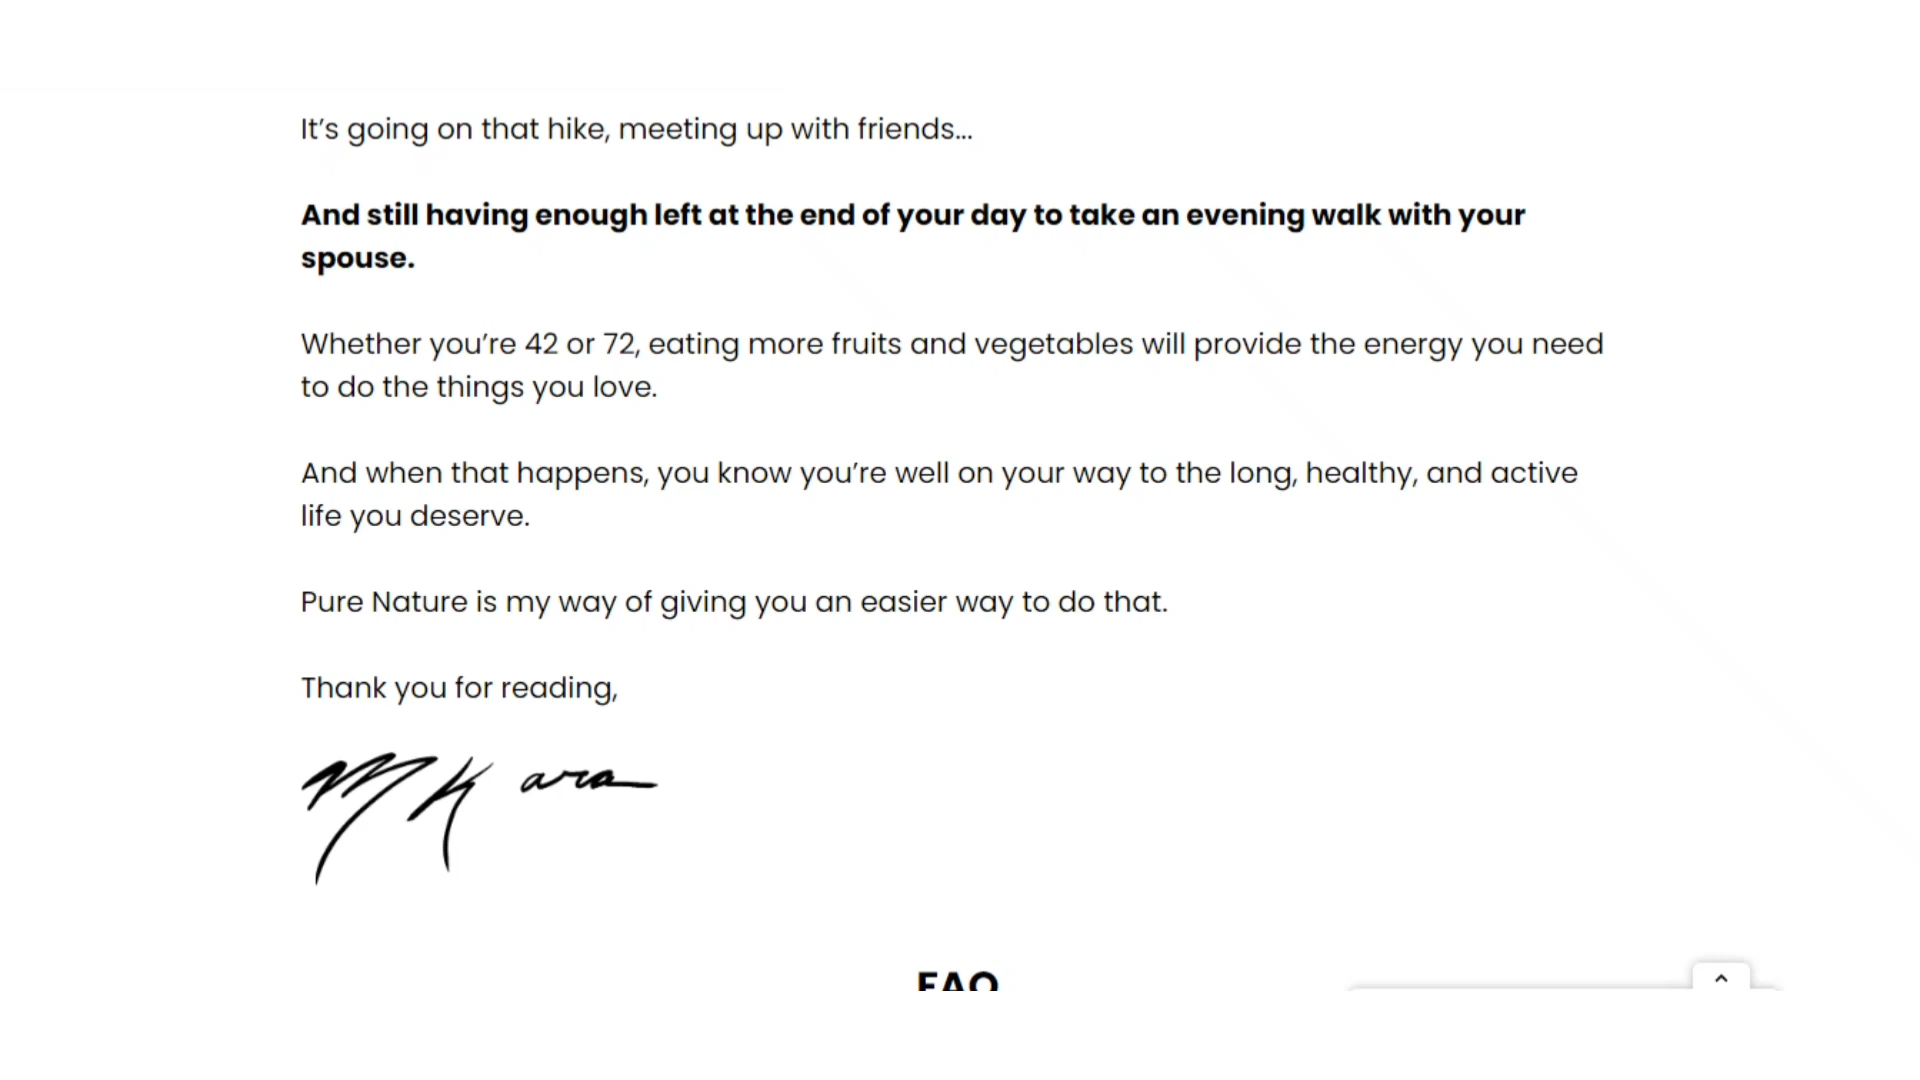 It’s going on that hike, meeting up with friends…
And still having enough left at the end of your day to take an evening walk with your
spouse.
Whether you’re 42 or 72, eating more fruits and vegetables will provide the energy you need
to do the things you love.
And when that happens, you know you’re well on your way to the long, healthy, and active
life you deserve.
Pure Nature is my way of giving you an easier way to do that.
Thank you for reading,
M Kara
FAQ